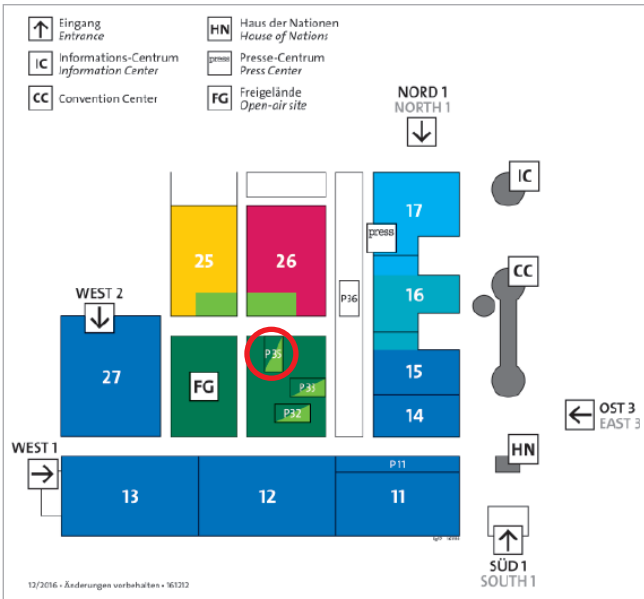 Eingang
Entrance
HN
Haus der Nationen
House of Nations
IC
Informations-Centrum
Information Center
press
Presse-Centrum
Press Center
CC
Convention Center
FG
Freigelände
Open-air site
NORD 1
NORTH 1
IC
17
press
25
26
CC
16
P36
WEST 2
P35
27
FG
15
P33
P32
14
OST 3
EAST 3
WEST 1
HN
P11
13
12
11
SÜD 1
SOUTH 1
12/2016 • Änderungen vorbehalten • 161212